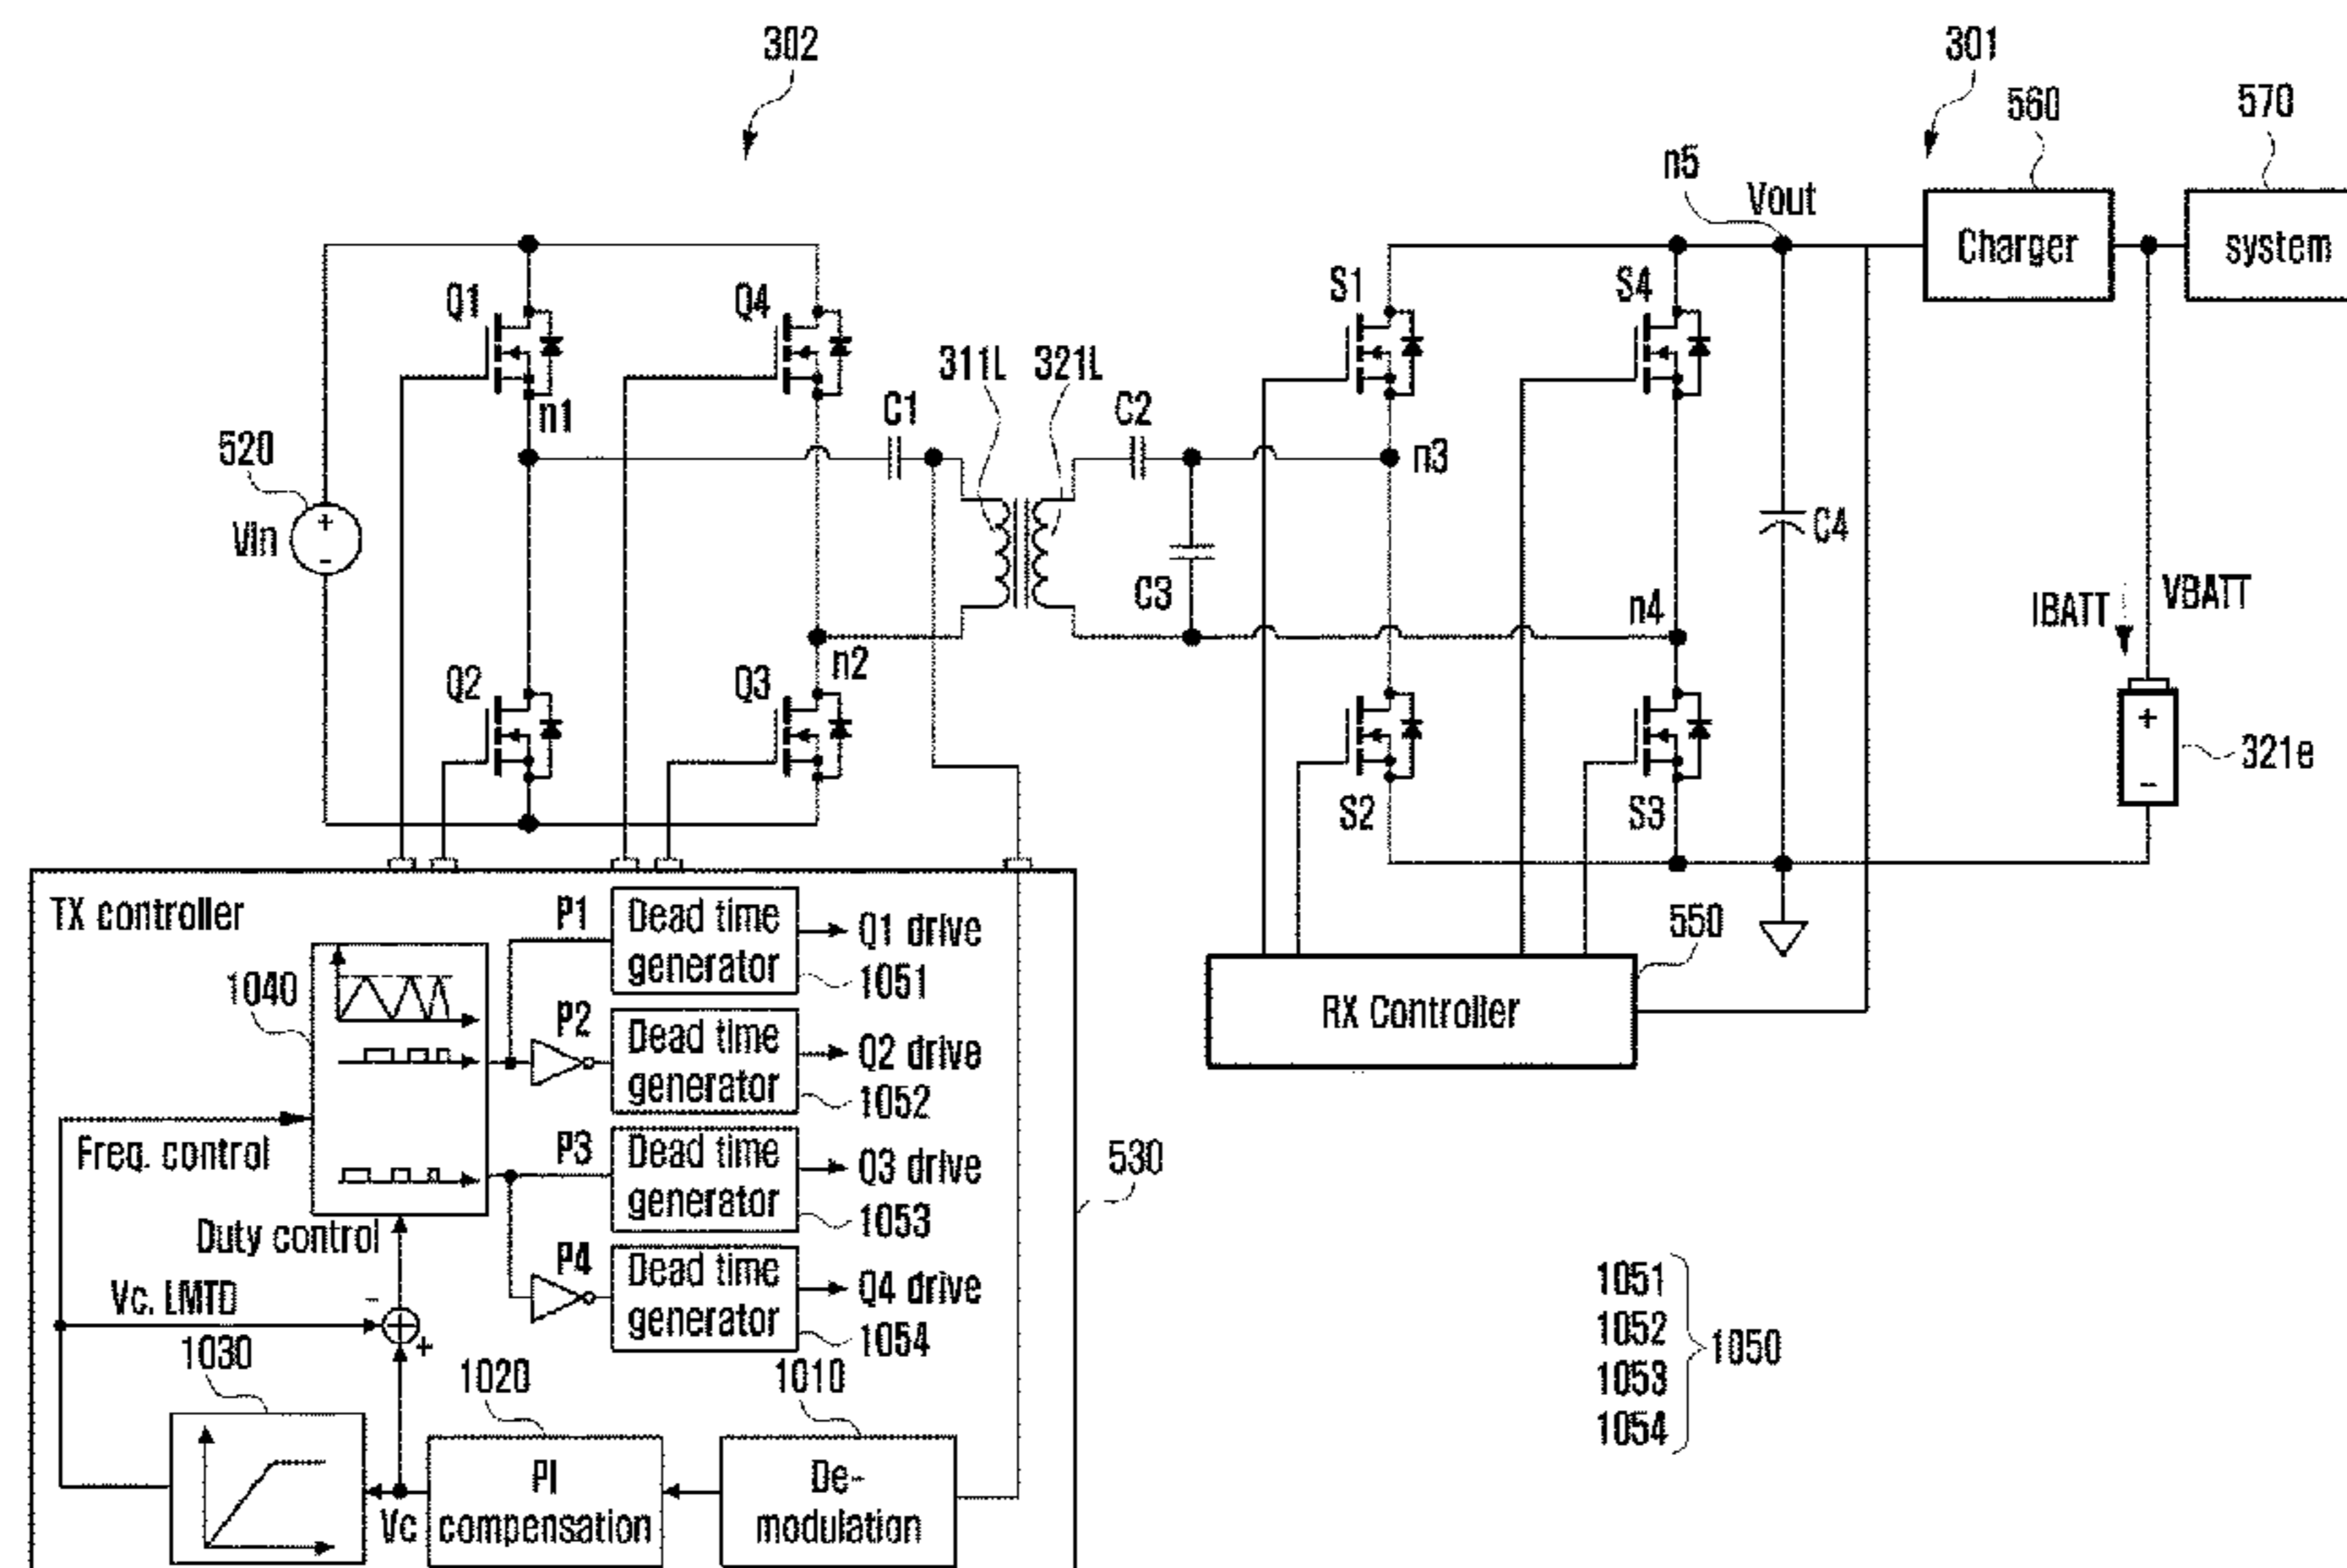 302
301
560
570
n5
Vout
Charger
system
Q1
Q4
S1
S4
311L
321L
C1
C2
n1
n3
520
VIn
+
-
C3
C4
n4
n2
IBATT
VBATT
Q2
Q3
S2
S3
+
-
321e
TX controller
P1
Dead time
generator
Q1 drive
1051
550
RX Controller
1040
P2
Dead time
generator
Q2 drive
1052
Freq. control
P3
Dead time
generator
Q3 drive
1053
530
Duty control
P4
Dead time
generator
Q4 drive
1054
Vc. LMTD
-
+
1030
1020
1010
Vc
PI
compensation
De-
modulation
1051
1052
1053
1054
1050